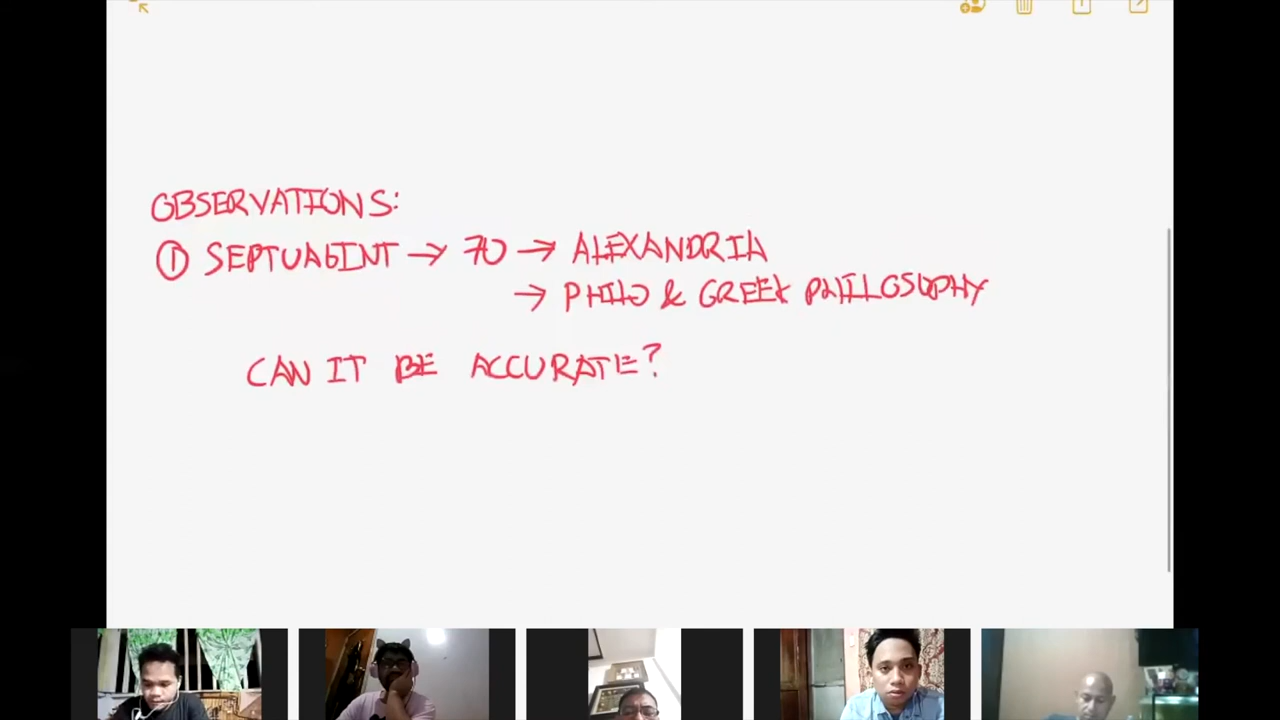 OBSERVATIONS:
① SEPTUAGINT → 70 → ALEXANDRIA
→ PHILO & GREEK PHILOSOPHY
CAN IT BE ACCURATE?